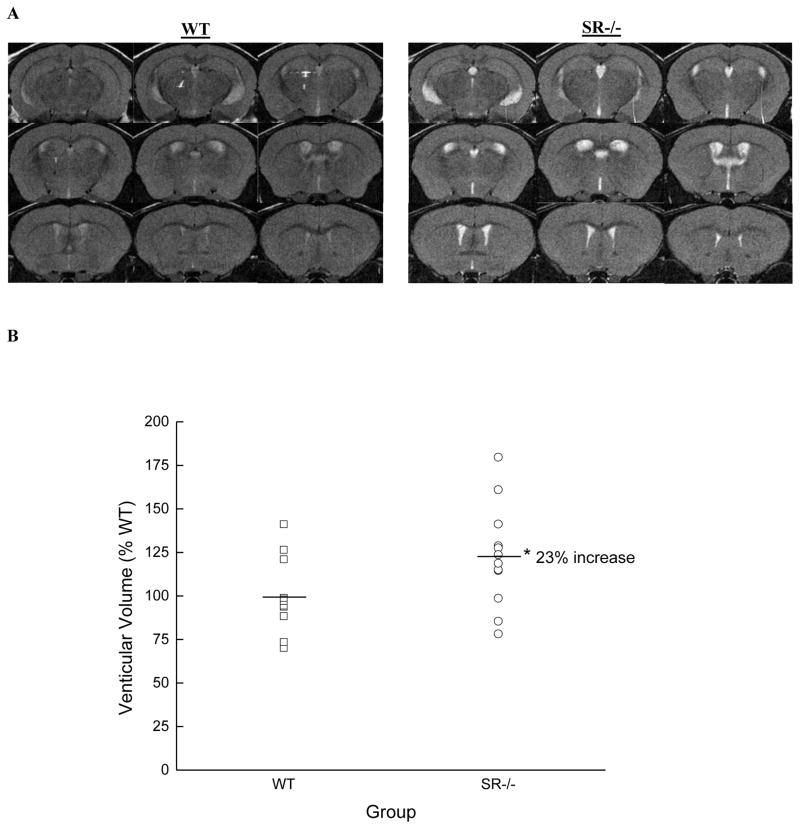 A
WT
SR-/-
B
200
175
150
125
100
75
50
25
0
Venticular Volume (% WT)
* 23% increase
WT
SR-/-
Group